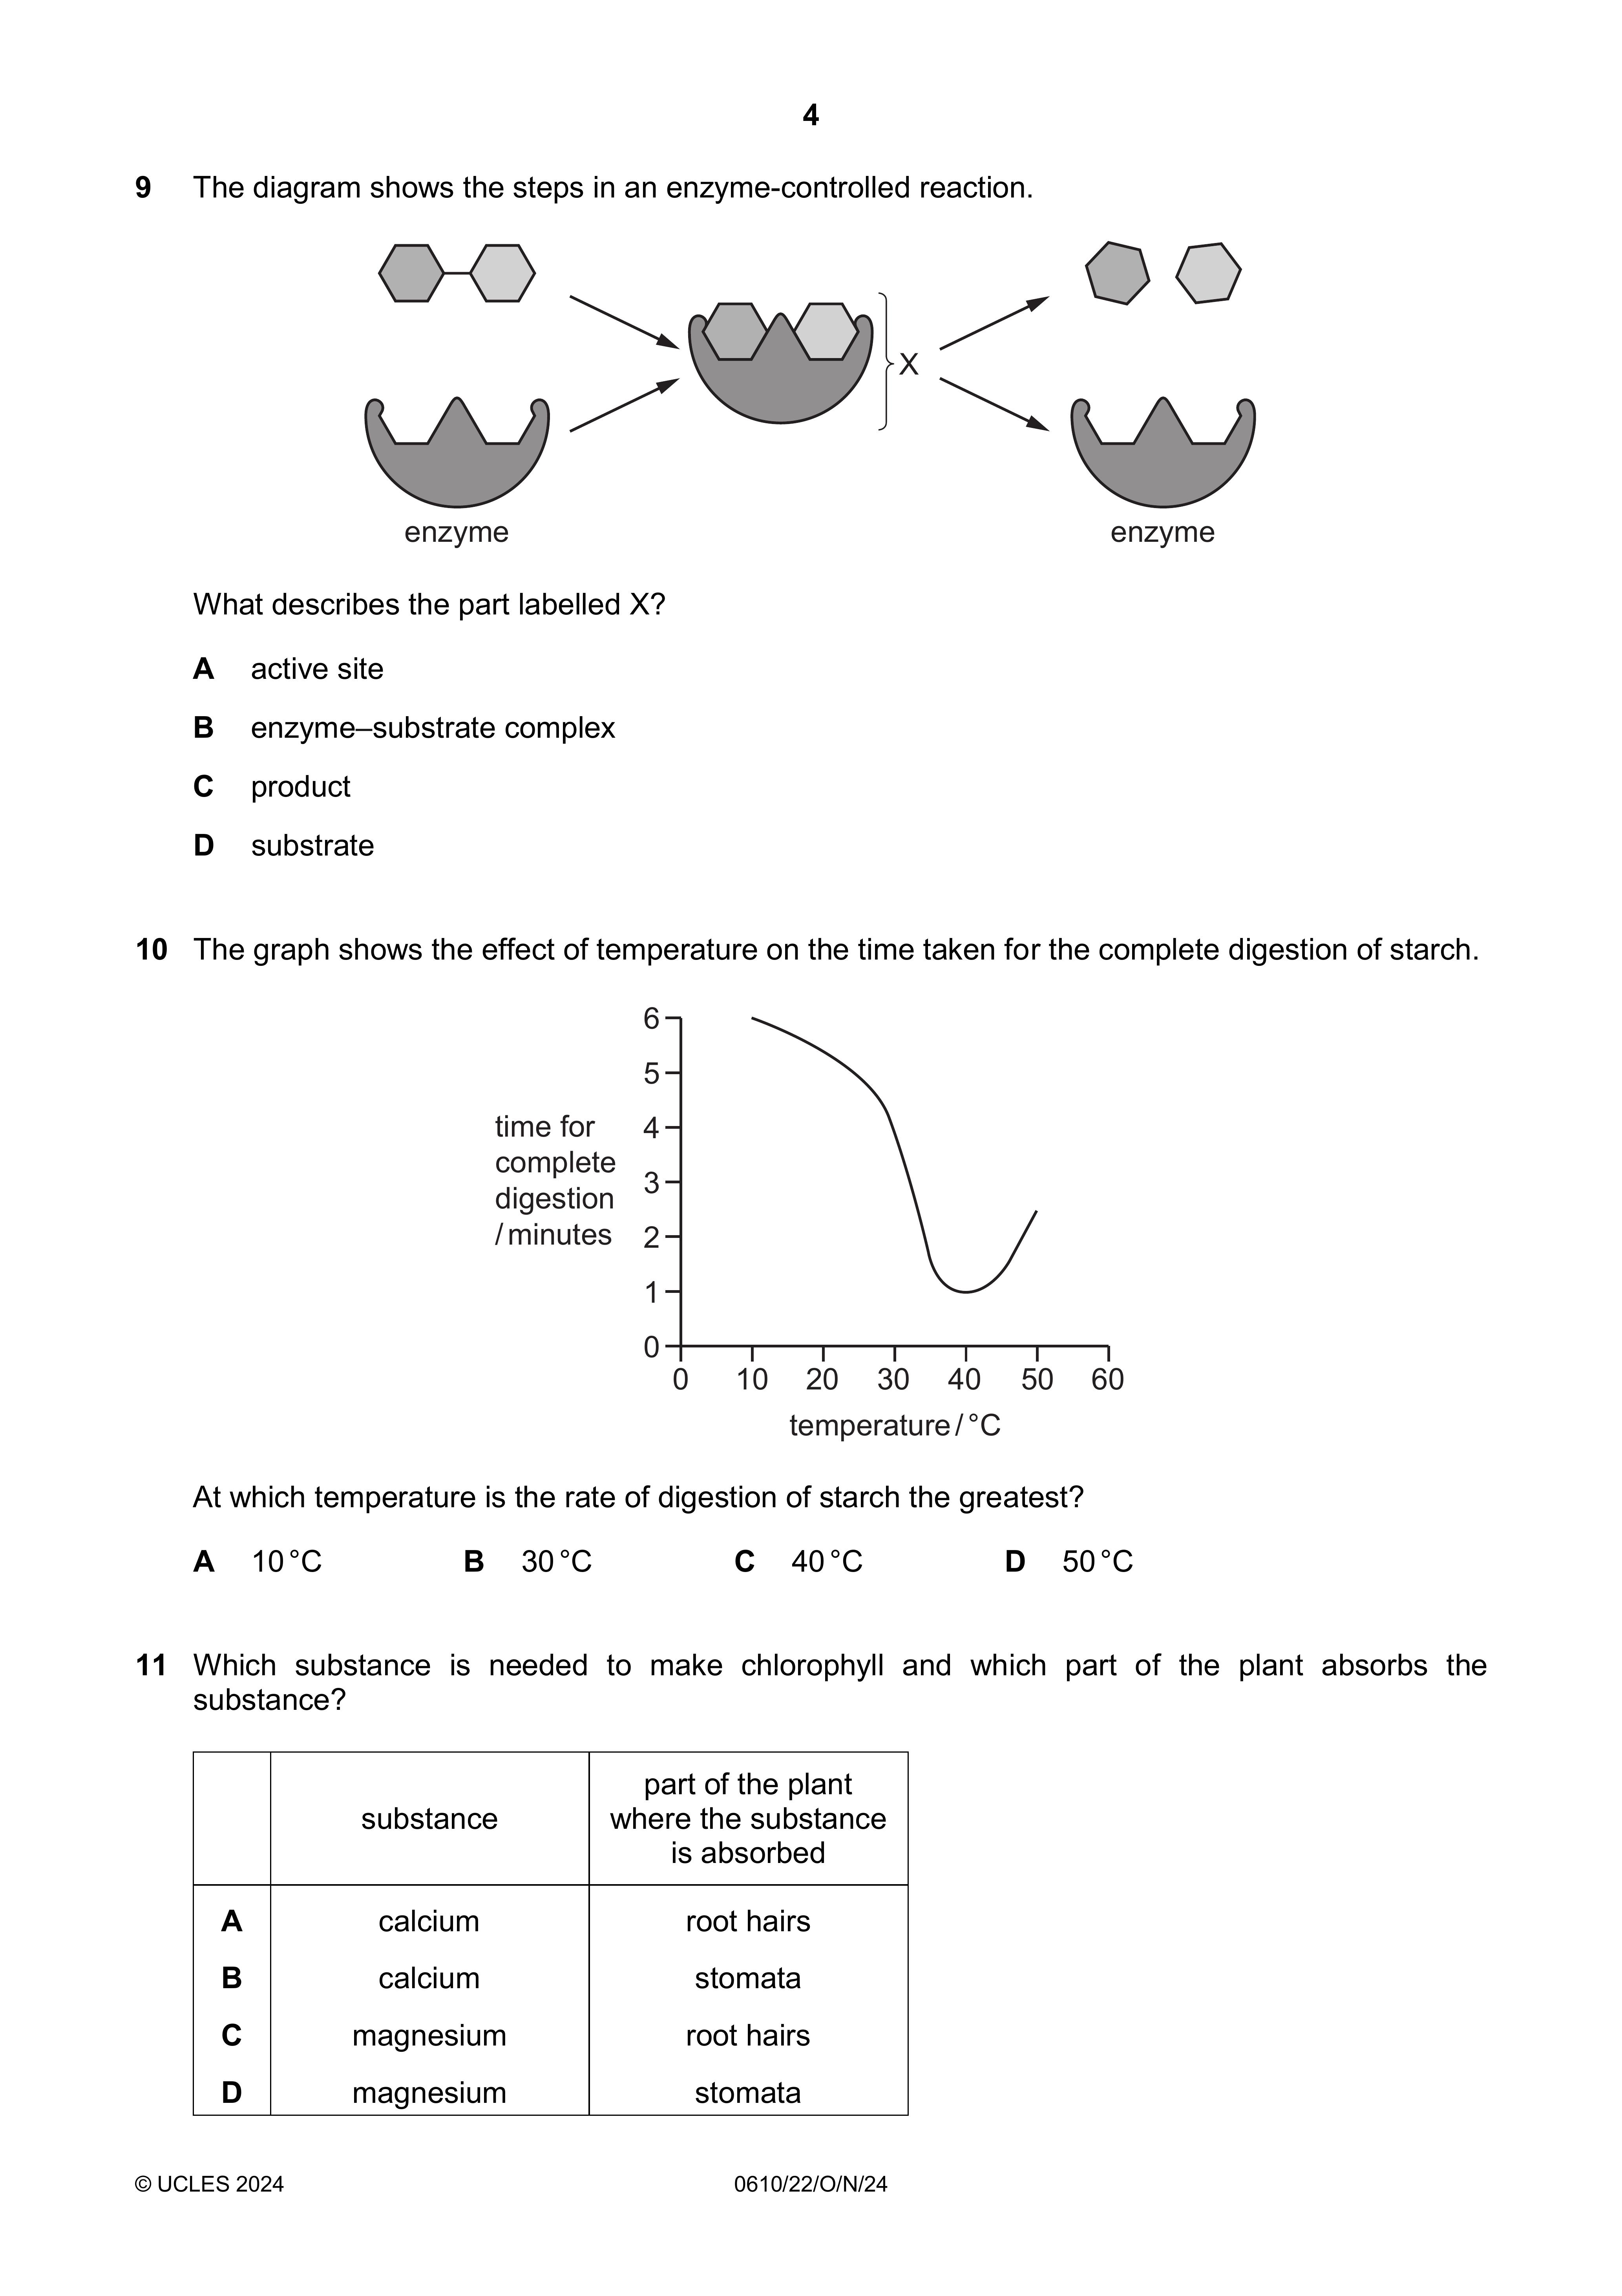 4
9 The diagram shows the steps in an enzyme-controlled reaction.
X
enzyme enzyme
What describes the part labelled X?
A active site
B enzyme–substrate complex
C product
D substrate
10 The graph shows the effect of temperature on the time taken for the complete digestion of starch.
6
5
4
3
2
1
0
time for
complete
digestion
/ minutes
0 10 20 30 40 50 60
temperature / °C
At which temperature is the rate of digestion of starch the greatest?
A 10 °C B 30 °C C 40 °C D 50 °C
11 Which substance is needed to make chlorophyll and which part of the plant absorbs the
substance?
substance
part of the plant
where the substance
is absorbed
A calcium root hairs
B calcium stomata
C magnesium root hairs
D magnesium stomata
© UCLES 2024 0610/22/O/N/24